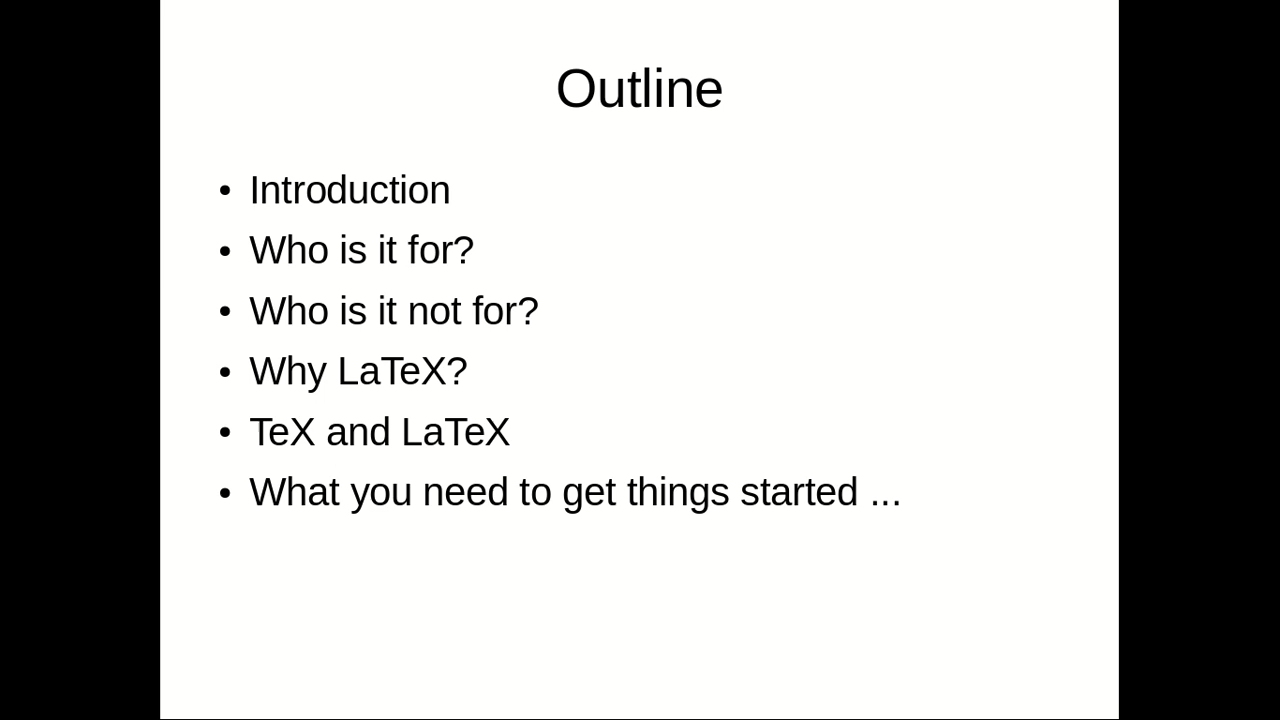 Outline
• Introduction
• Who is it for?
• Who is it not for?
• Why LaTeX?
• TeX and LaTeX
• What you need to get things started ...